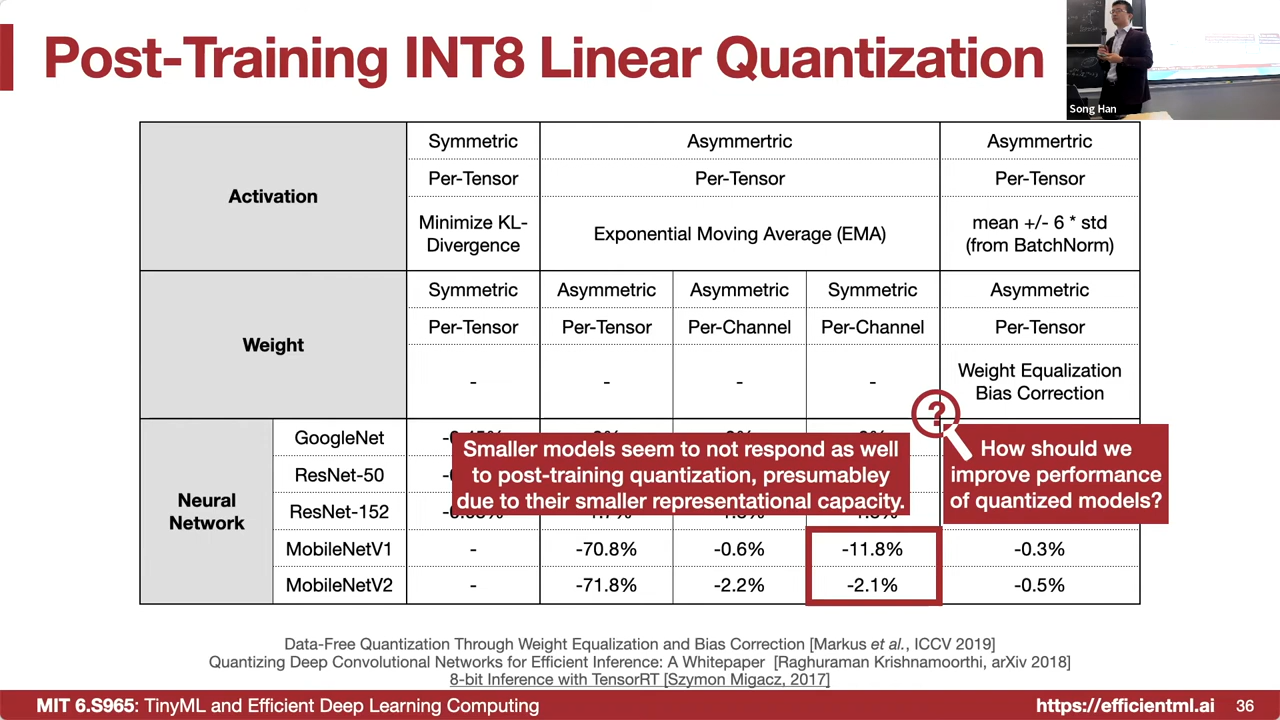 Post-Training INT8 Linear Quantization
Song Han
Activation
Symmetric
Asymmertric
Asymmertric
Per-Tensor
Per-Tensor
Per-Tensor
Minimize KL-
Divergence
Exponential Moving Average (EMA)
mean +/- 6 * std
(from BatchNorm)
Weight
Symmetric
Asymmetric
Asymmetric
Symmetric
Asymmetric
Per-Tensor
Per-Tensor
Per-Channel
Per-Channel
Per-Tensor
-
-
-
-
Weight Equalization
Bias Correction
Neural
Network
GoogleNet
ResNet-50
ResNet-152
Smaller models seem to not respond as well
to post-training quantization, presumabley
due to their smaller representational capacity.
?
How should we
improve performance
of quantized models?
MobileNetV1
-
-70.8%
-0.6%
-11.8%
-0.3%
MobileNetV2
-
-71.8%
-2.2%
-2.1%
-0.5%
Data-Free Quantization Through Weight Equalization and Bias Correction [Markus et al., ICCV 2019]
Quantizing Deep Convolutional Networks for Efficient Inference: A Whitepaper [Raghuraman Krishnamoorthi, arXiv 2018]
8-bit Inference with TensorRT [Szymon Migacz, 2017]
MIT 6.S965: TinyML and Efficient Deep Learning Computing
https://efficientml.ai
36